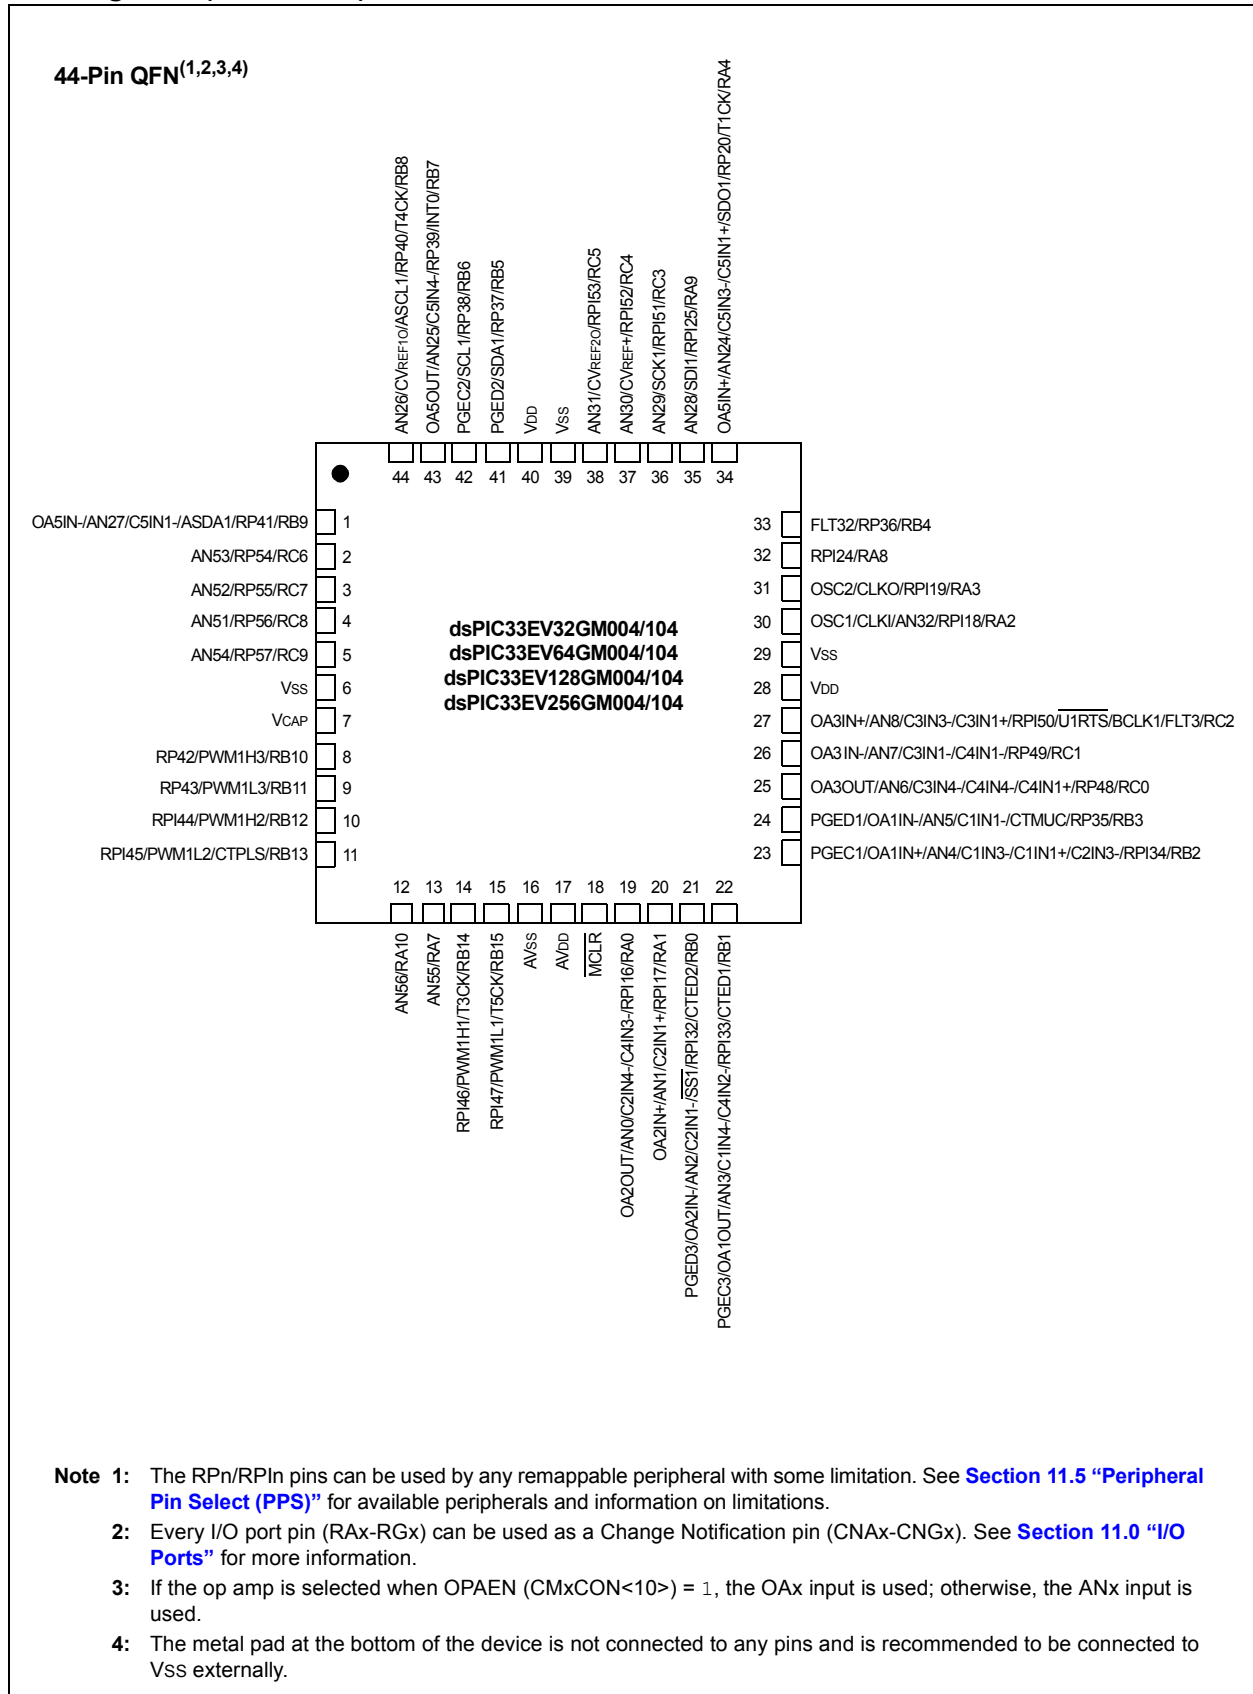 44-Pin QFN(1,2,3,4)
AN26/CVREF1O/ASCL1/RP40/T4CK/RB8
OA5OUT/AN25/C5IN4-/RP39/INT0/RB7
PGEC2/SCL1/RP38/RB6
PGED2/SDA1/RP37/RB5
VDD
VSS
AN31/CVREF2O/RPI53/RC5
AN30/CVREF+/RPI52/RC4
AN29/SCK1/RPI51/RC3
AN28/SDI1/RPI25/RA9
OA5IN+/AN24/C5IN3-/C5IN1+/SDO1/RP20/T1CK/RA4
44 43 42 41 40 39 38 37 36 35 34
OA5IN-/AN27/C5IN1-/ASDA1/RP41/RB9 1
AN53/RP54/RC6 2
AN52/RP55/RC7 3
AN51/RP56/RC8 4
AN54/RP57/RC9 5
VSS 6
VCAP 7
RP42/PWM1H3/RB10 8
RP43/PWM1L3/RB11 9
RPI44/PWM1H2/RB12 10
RPI45/PWM1L2/CTPLS/RB13 11
dsPIC33EV32GM004/104
dsPIC33EV64GM004/104
dsPIC33EV128GM004/104
dsPIC33EV256GM004/104
33 FLT32/RP36/RB4
32 RPI24/RA8
31 OSC2/CLKO/RPI19/RA3
30 OSC1/CLKI/AN32/RPI18/RA2
29 VSS
28 VDD
27 OA3IN+/AN8/C3IN3-/C3IN1+/RPI50/U1RTS/BCLK1/FLT3/RC2
26 OA3IN-/AN7/C3IN1-/C4IN1-/RP49/RC1
25 OA3OUT/AN6/C3IN4-/C4IN4-/C4IN1+/RP48/RC0
24 PGED1/OA1IN-/AN5/C1IN1-/CTMUC/RP35/RB3
23 PGEC1/OA1IN+/AN4/C1IN3-/C1IN1+/C2IN3-/RPI34/RB2
12 13 14 15 16 17 18 19 20 21 22
AN56/RA10
AN55/RA7
RPI46/PWM1H1/T3CK/RB14
RPI47/PWM1L1/T5CK/RB15
AVSS
AVDD
MCLR
OA2OUT/AN0/C2IN4-/C4IN3-/RPI16/RA0
OA2IN+/AN1/C2IN1+/RPI17/RA1
PGED3/OA2IN-/AN2/C2IN1-/SS1/RPI32/CTED2/RB0
PGEC3/OA1OUT/AN3/C1IN4-/C4IN2-/RPI33/CTED1/RB1
Note 1: The RPn/RPIn pins can be used by any remappable peripheral with some limitation. See Section 11.5 “Peripheral
Pin Select (PPS)” for available peripherals and information on limitations.
2: Every I/O port pin (RAx-RGx) can be used as a Change Notification pin (CNAx-CNGx). See Section 11.0 “I/O
Ports” for more information.
3: If the op amp is selected when OPAEN (CMxCON<10>) = 1, the OAx input is used; otherwise, the ANx input is
used.
4: The metal pad at the bottom of the device is not connected to any pins and is recommended to be connected to
VSS externally.